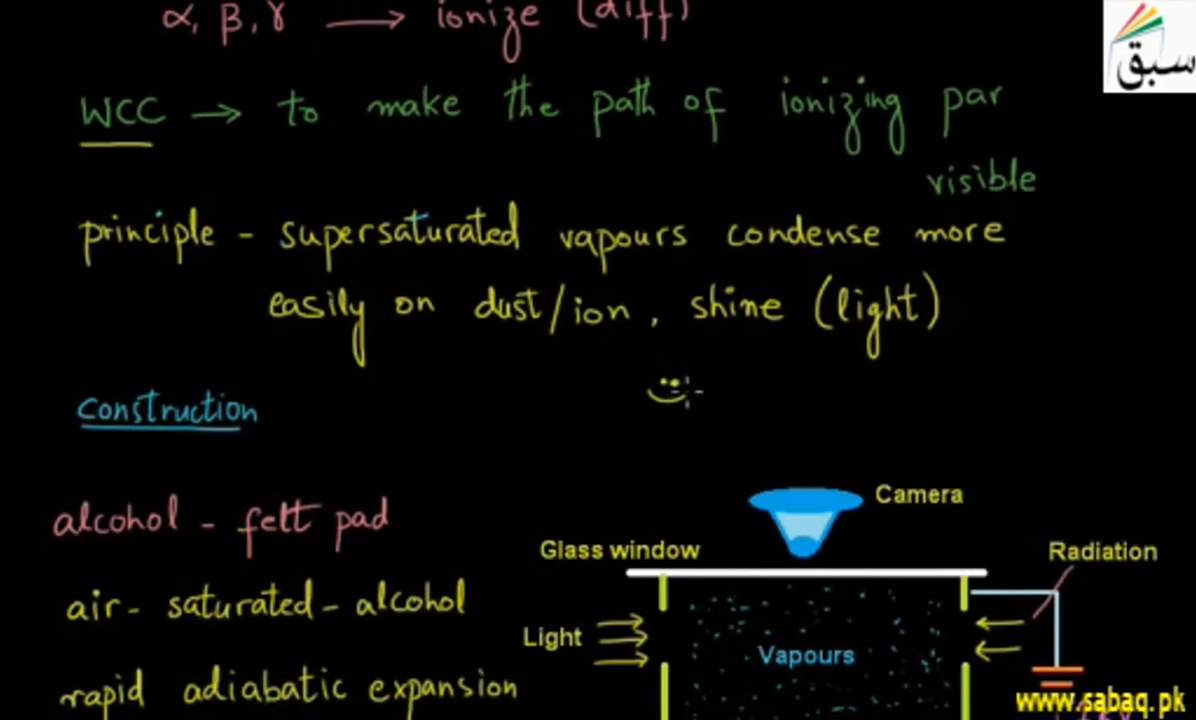 α, β, γ → ionize (diff)
سبق
WCC → to make the path of ionizing par
visible
principle - supersaturated vapours condense more
easily on dust/ion, shine (light)
Construction
Camera
alcohol - felt pad
Glass window
Radiation
air - saturated - alcohol
Light
Vapours
rapid adiabatic expansion
www.sabaq.pk